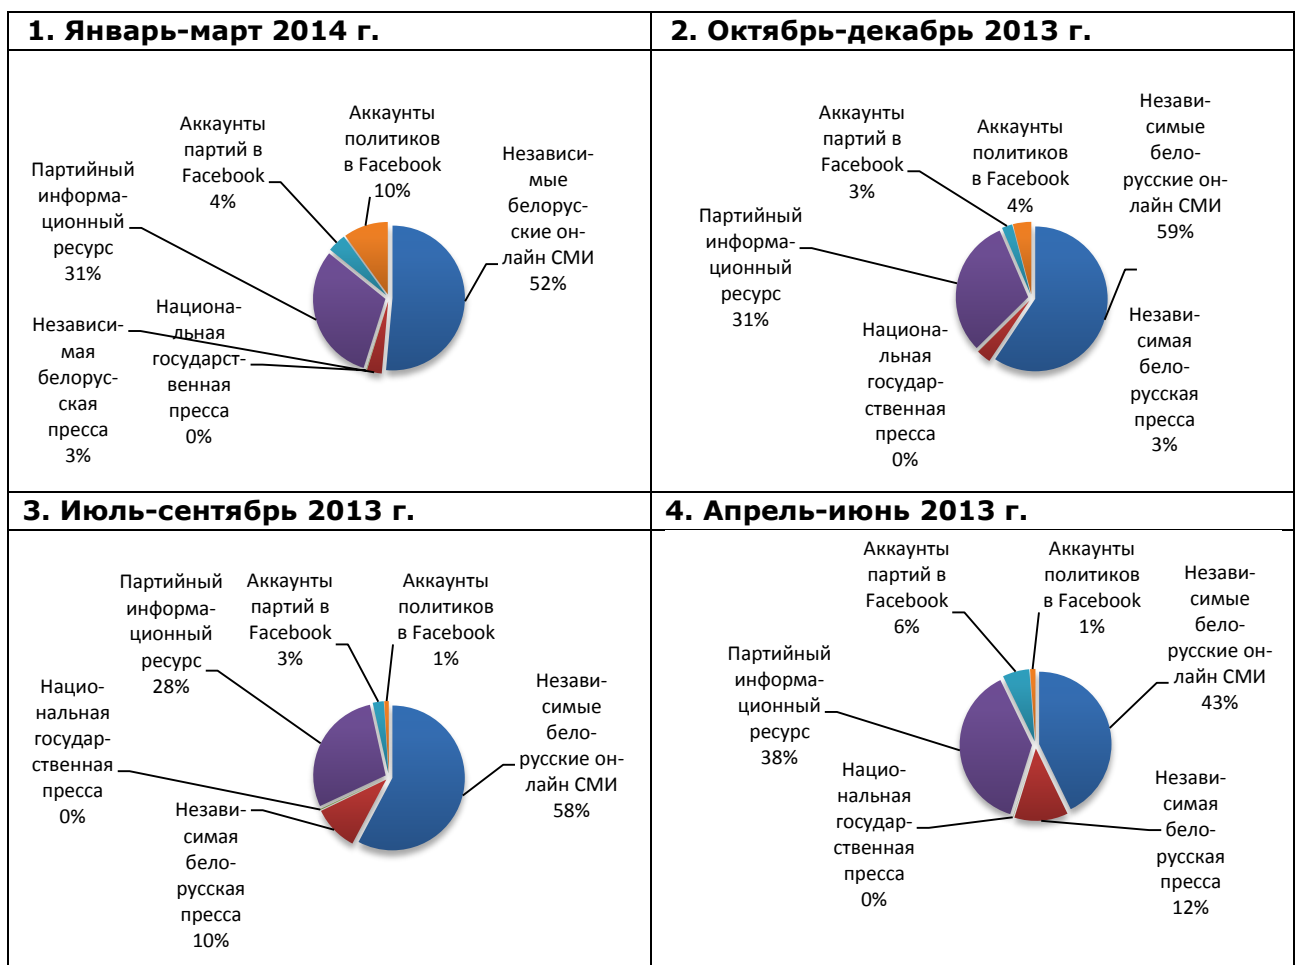 1. Январь-март 2014 г.
Аккаунты
партий в
Facebook
4%
Аккаунты
политиков
в Facebook
10%
Независи-
мые
белорус-
ские он-
лайн СМИ
52%
Партийный
информа-
ционный
ресурс
31%
Национа-
льная
государст-
венная
пресса
0%
Независи-
мая
белорус-
ская
пресса
3%
2. Октябрь-декабрь 2013 г.
Аккаунты
партий в
Facebook
3%
Аккаунты
политиков
в Facebook
4%
Незави-
симые
бело-
русские он-
лайн СМИ
59%
Партийный
информа-
ционный
ресурс
31%
Национа-
льная
государ-
ственная
пресса
0%
Незави-
симая
бело-
русская
пресса
3%
3. Июль-сентябрь 2013 г.
Партийный
информа-
ционный
ресурс
28%
Аккаунты
партий в
Facebook
3%
Аккаунты
политиков
в Facebook
1%
Незави-
симые
бело-
русские он-
лайн СМИ
58%
Нацио-
нальная
государ-
ственная
пресса
0%
Незави-
симая
бело-
русская
пресса
10%
4. Апрель-июнь 2013 г.
Аккаунты
партий в
Facebook
6%
Аккаунты
политиков
в Facebook
1%
Незави-
симые
бело-
русские он-
лайн СМИ
43%
Партийный
информа-
ционный
ресурс
38%
Нацио-
нальная
государ-
ственная
пресса
0%
Незави-
симая
бело-
русская
пресса
12%